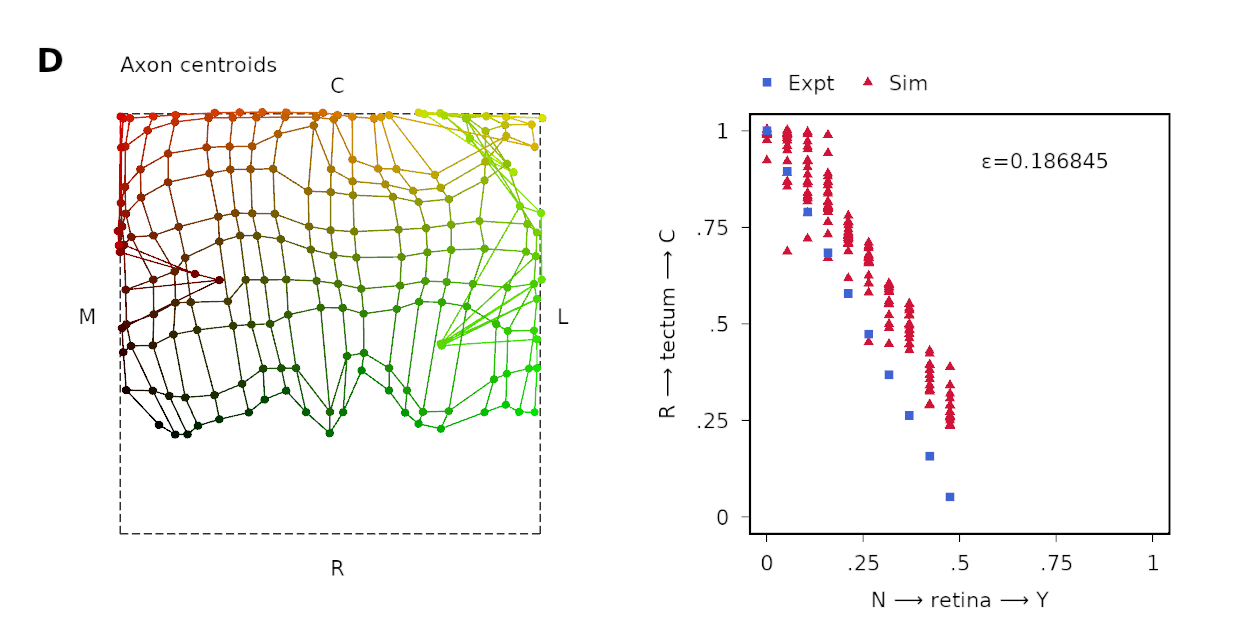 D
Axon centroids
C
M
L
R
Expt
Sim
ε=0.186845
1
.75
.5
.25
0
R ⟶ tectum ⟶ C
0
.25
.5
.75
1
N ⟶ retina ⟶ Y